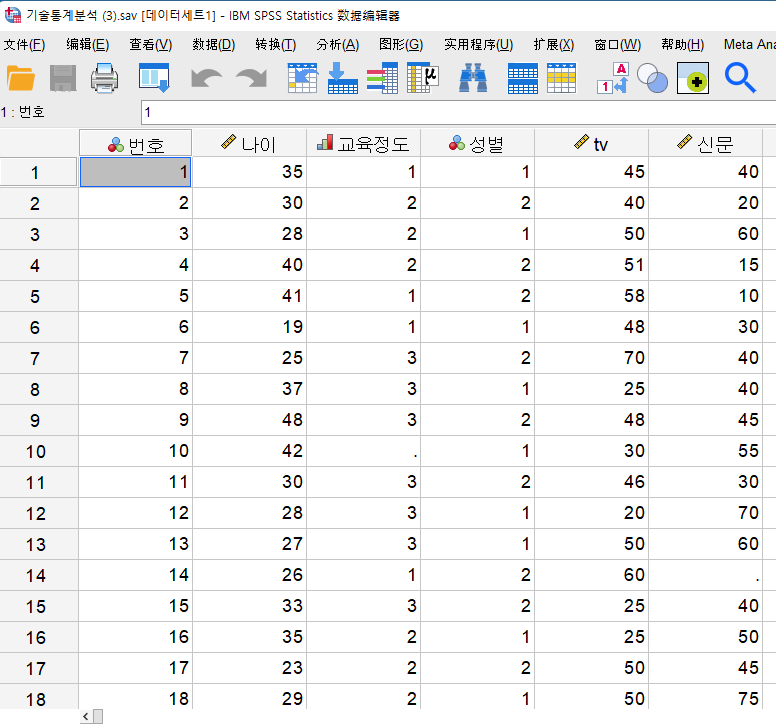 기술통계분석 (3).sav [데이터세트1] - IBM SPSS Statistics 数据编辑器
文件(F) 编辑(E) 查看(V) 数据(D) 转换(T) 分析(A) 图形(G) 实用程序(U) 扩展(X) 窗口(W) 帮助(H) Meta Ana
μ A 1
1 : 번호 1
번호 나이 교육정도 성별 tv 신문
1 1 35 1 1 45 40
2 2 30 2 2 40 20
3 3 28 2 1 50 60
4 4 40 2 2 51 15
5 5 41 1 2 58 10
6 6 19 1 1 48 30
7 7 25 3 2 70 40
8 8 37 3 1 25 40
9 9 48 3 2 48 45
10 10 42 . 1 30 55
11 11 30 3 2 46 30
12 12 28 3 1 20 70
13 13 27 3 1 50 60
14 14 26 1 2 60 .
15 15 33 3 2 25 40
16 16 35 2 1 25 50
17 17 23 2 2 50 45
18 18 29 2 1 50 75